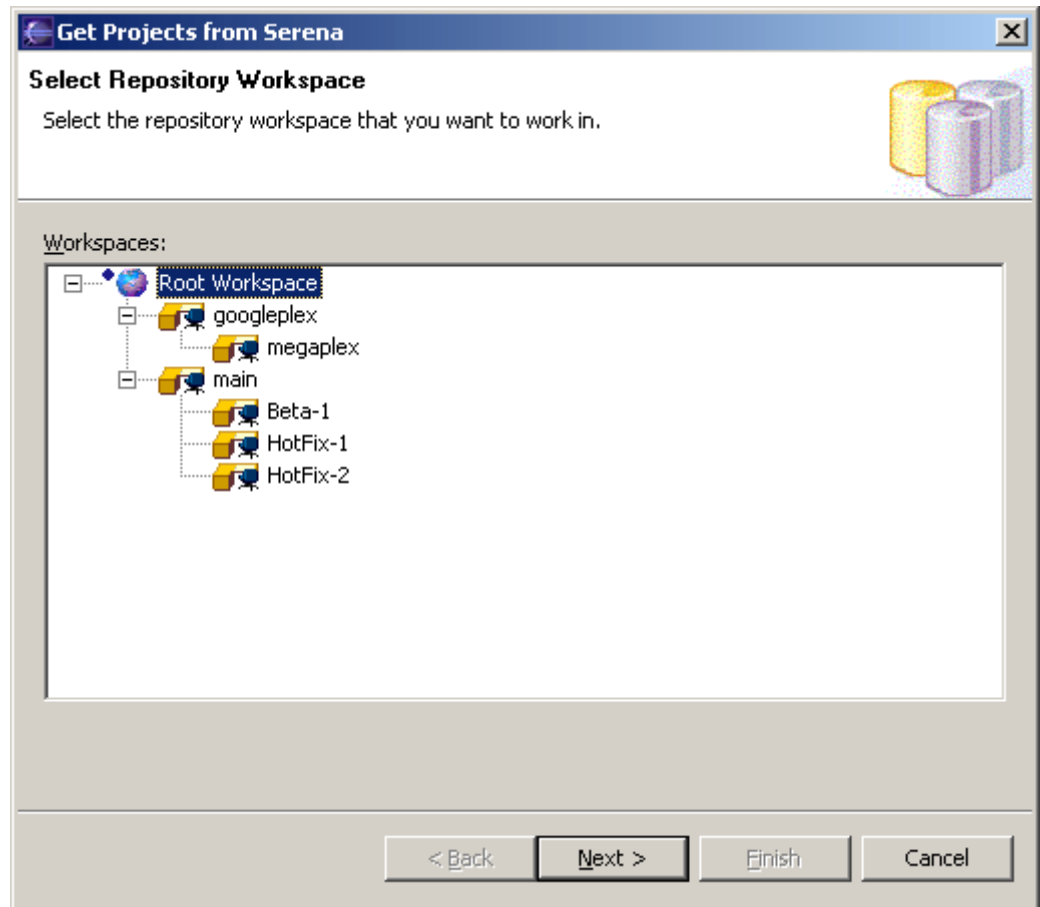 Get Projects from Serena
Select Repository Workspace
Select the repository workspace that you want to work in.
Workspaces:
Root Workspace
googleplex
megaplex
main
Beta-1
HotFix-1
HotFix-2
< Back Next > Finish Cancel